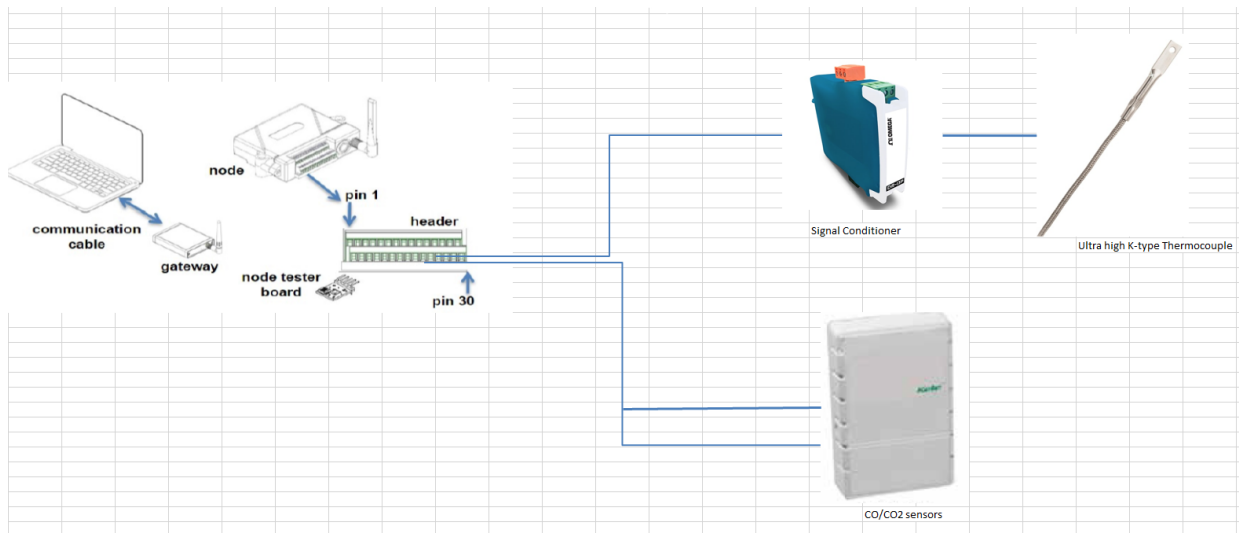 node
pin 1
header
communication
cable
gateway
node tester
board
pin 30
Signal Conditioner
Ultra high K-type Thermocouple
CO/CO2 sensors